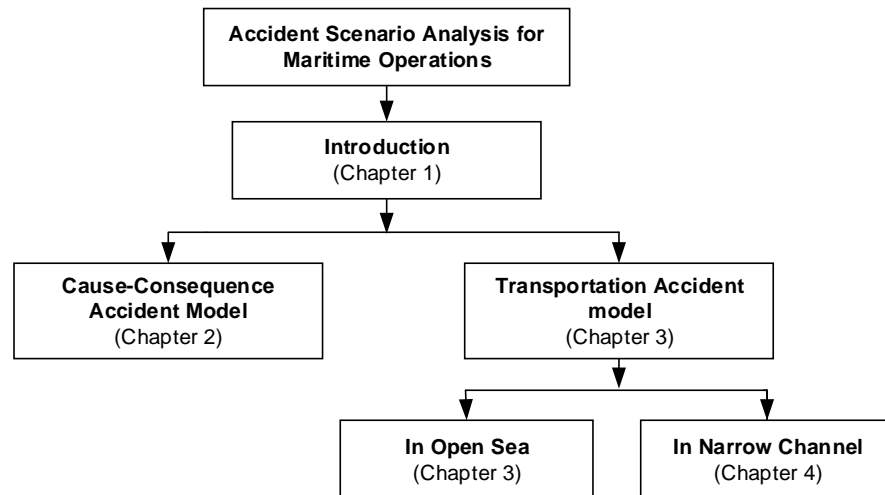 Accident Scenario Analysis for
Maritime Operations
Introduction
(Chapter 1)
Cause-Consequence
Accident Model
(Chapter 2)
Transportation Accident
model
(Chapter 3)
In Open Sea
(Chapter 3)
In Narrow Channel
(Chapter 4)